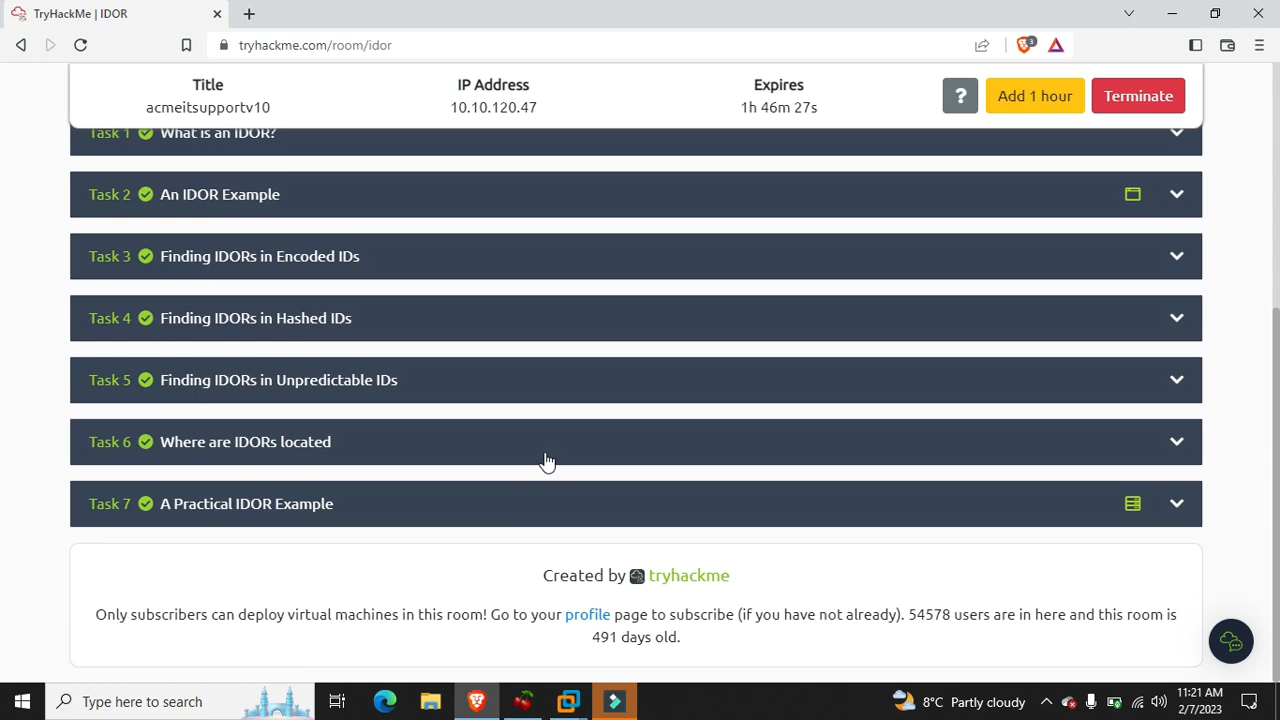 TryHackMe | IDOR
tryhackme.com/room/idor
3
Title
IP Address
Expires
acmeitsupportv10
10.10.120.47
1h 46m 27s
?
Add 1 hour
Terminate
Task 1 What is an IDOR?
Task 2 An IDOR Example
Task 3 Finding IDORs in Encoded IDs
Task 4 Finding IDORs in Hashed IDs
Task 5 Finding IDORs in Unpredictable IDs
Task 6 Where are IDORs located
Task 7 A Practical IDOR Example
Created by tryhackme
Only subscribers can deploy virtual machines in this room! Go to your profile page to subscribe (if you have not already). 54578 users are in here and this room is
491 days old.
Type here to search
8°C Partly cloudy
11:21 AM
2/7/2023